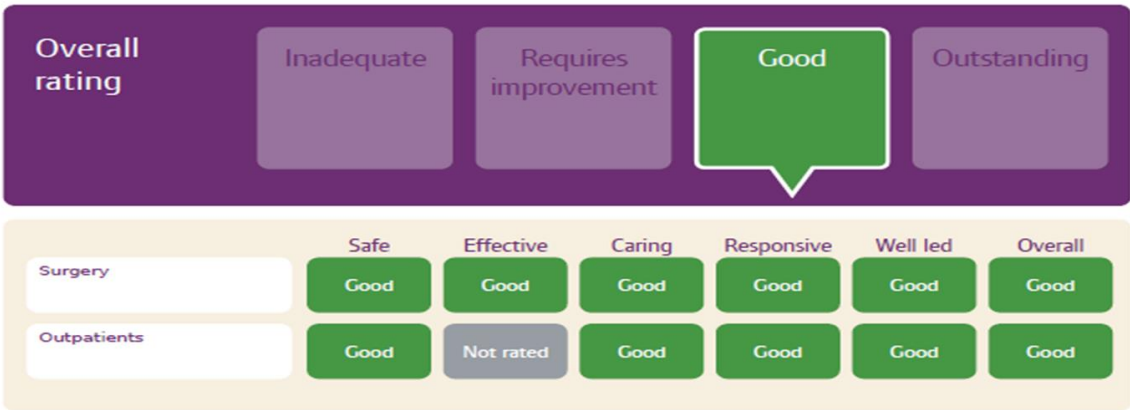 Overall
rating
Inadequate
Requires
improvement
Good
Outstanding
Safe Effective Caring Responsive Well led Overall
Surgery Good Good Good Good Good Good
Outpatients Good Not rated Good Good Good Good